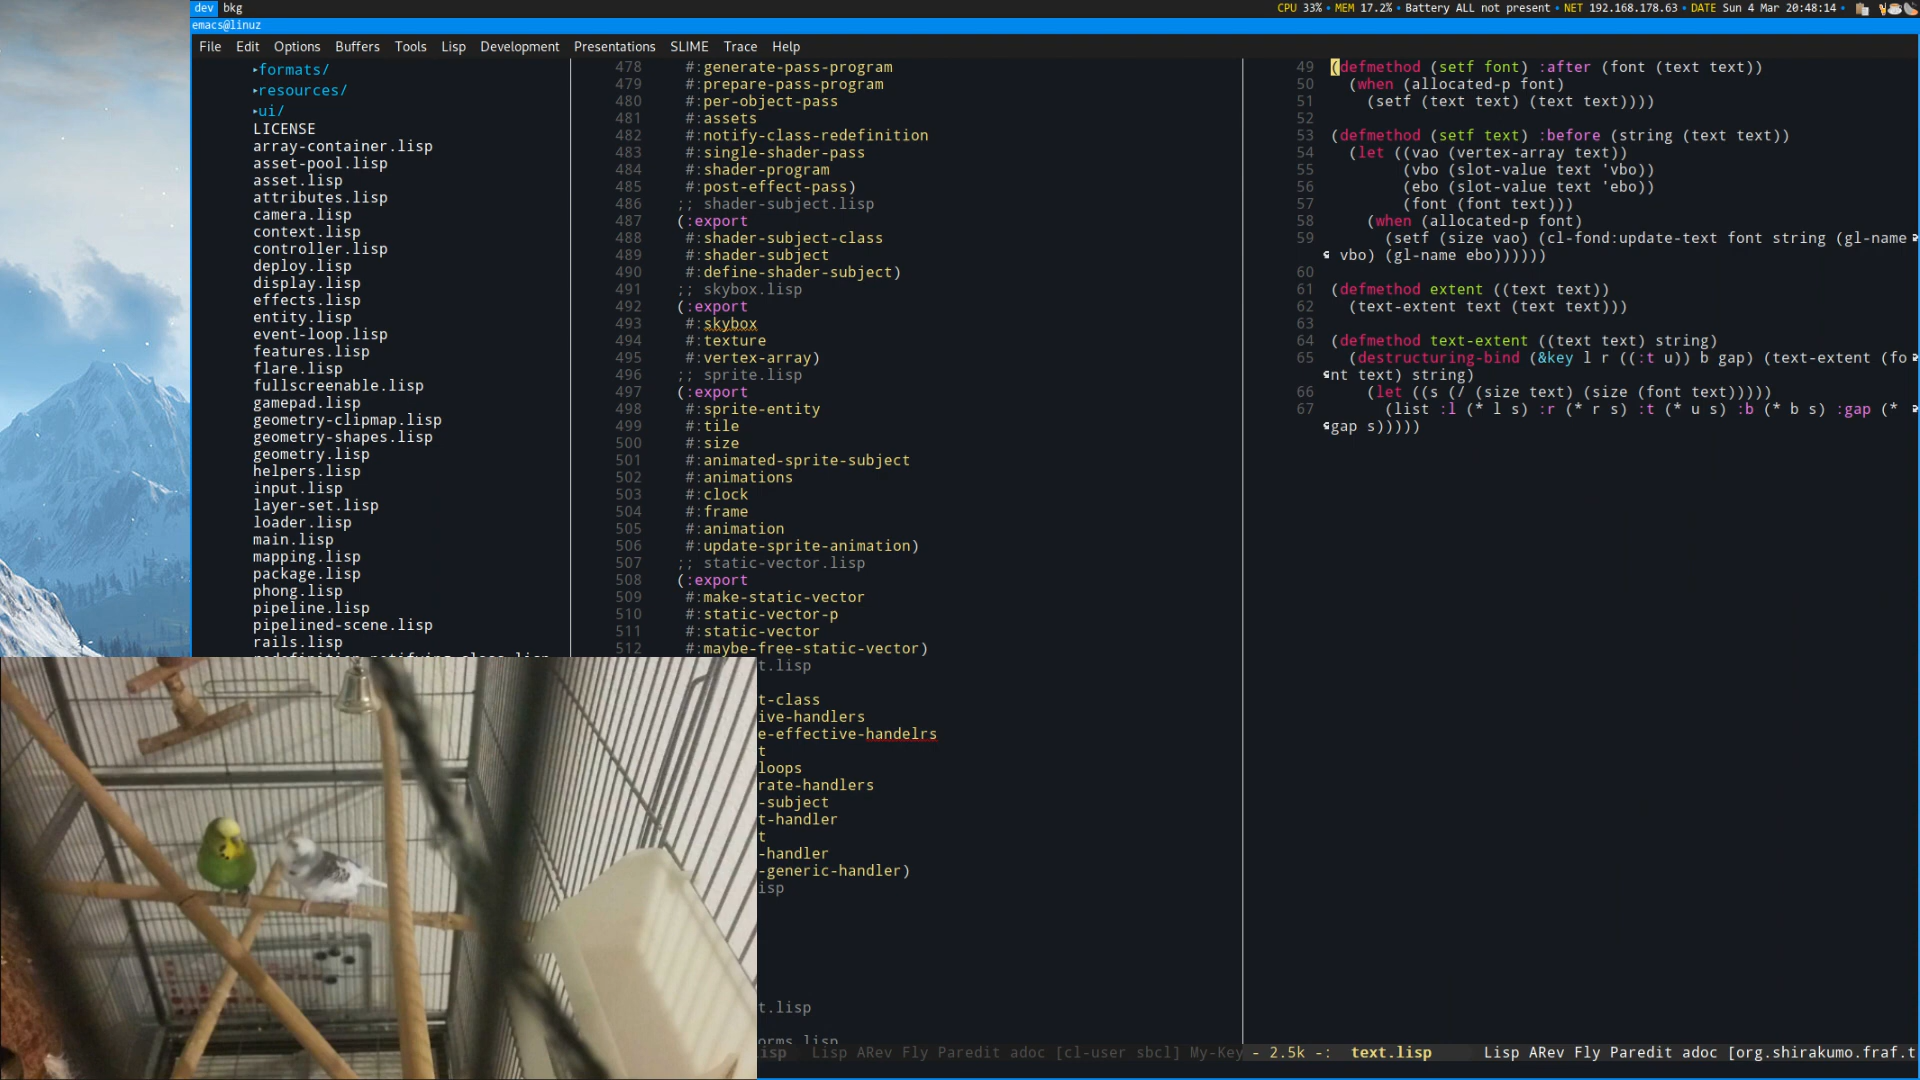 dev bkg
CPU 33% • MEM 17.2% • Battery ALL not present • NET 192.168.178.63 • DATE Sun 4 Mar 20:48:14 •
emacs@linuz
File Edit Options Buffers Tools Lisp Development Presentations SLIME Trace Help
▸formats/
▸resources/
▸ui/
LICENSE
array-container.lisp
asset-pool.lisp
asset.lisp
attributes.lisp
camera.lisp
context.lisp
controller.lisp
deploy.lisp
display.lisp
effects.lisp
entity.lisp
event-loop.lisp
features.lisp
flare.lisp
fullscreenable.lisp
gamepad.lisp
geometry-clipmap.lisp
geometry-shapes.lisp
geometry.lisp
helpers.lisp
input.lisp
layer-set.lisp
loader.lisp
main.lisp
mapping.lisp
package.lisp
phong.lisp
pipeline.lisp
pipelined-scene.lisp
rails.lisp
478 #:generate-pass-program
479 #:prepare-pass-program
480 #:per-object-pass
481 #:assets
482 #:notify-class-redefinition
483 #:single-shader-pass
484 #:shader-program
485 #:post-effect-pass)
486 ;; shader-subject.lisp
487 (:export
488 #:shader-subject-class
489 #:shader-subject
490 #:define-shader-subject)
491 ;; skybox.lisp
492 (:export
493 #:skybox
494 #:texture
495 #:vertex-array)
496 ;; sprite.lisp
497 (:export
498 #:sprite-entity
499 #:tile
500 #:size
501 #:animated-sprite-subject
502 #:animations
503 #:clock
504 #:frame
505 #:animation
506 #:update-sprite-animation)
507 ;; static-vector.lisp
508 (:export
509 #:make-static-vector
510 #:static-vector-p
511 #:static-vector
512 #:maybe-free-static-vector)
t.lisp
t-class
ive-handlers
e-effective-handelrs
t
loops
rate-handlers
-subject
t-handler
t
-handler
-generic-handler)
isp
t.lisp
orms.lisp
isp Lisp ARev Fly Paredit adoc [cl-user sbcl] My-Key
49 (defmethod (setf font) :after (font (text text))
50 (when (allocated-p font)
51 (setf (text text) (text text))))
52
53 (defmethod (setf text) :before (string (text text))
54 (let ((vao (vertex-array text))
55 (vbo (slot-value text 'vbo))
56 (ebo (slot-value text 'ebo))
57 (font (font text)))
58 (when (allocated-p font)
59 (setf (size vao) (cl-fond:update-text font string (gl-name
vbo) (gl-name ebo))))))
60
61 (defmethod extent ((text text))
62 (text-extent text (text text)))
63
64 (defmethod text-extent ((text text) string)
65 (destructuring-bind (&key l r ((:t u)) b gap) (text-extent (fo
nt text) string)
66 (let ((s (/ (size text) (size (font text)))))
67 (list :l (* l s) :r (* r s) :t (* u s) :b (* b s) :gap (*
gap s)))))
- 2.5k -: text.lisp Lisp ARev Fly Paredit adoc [org.shirakumo.fraf.t